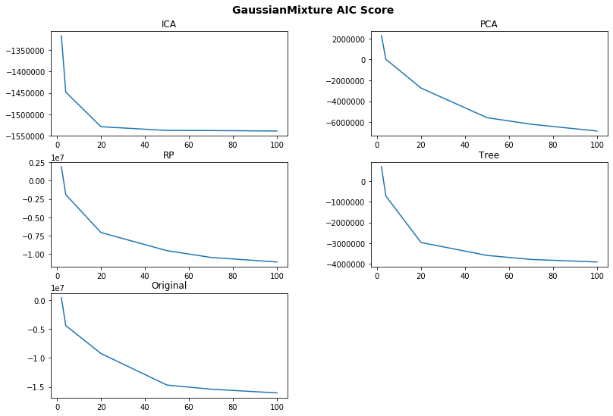 GaussianMixture AIC Score
ICA
−1350000
−1400000
−1450000
−1500000
−1550000
0 20 40 60 80 100
PCA
2000000
0
−2000000
−4000000
−6000000
0 20 40 60 80 100
RP
1e7
0.25
0.00
−0.25
−0.50
−0.75
−1.00
0 20 40 60 80 100
Tree
0
−1000000
−2000000
−3000000
−4000000
0 20 40 60 80 100
Original
1e7
0.0
−0.5
−1.0
−1.5
0 20 40 60 80 100